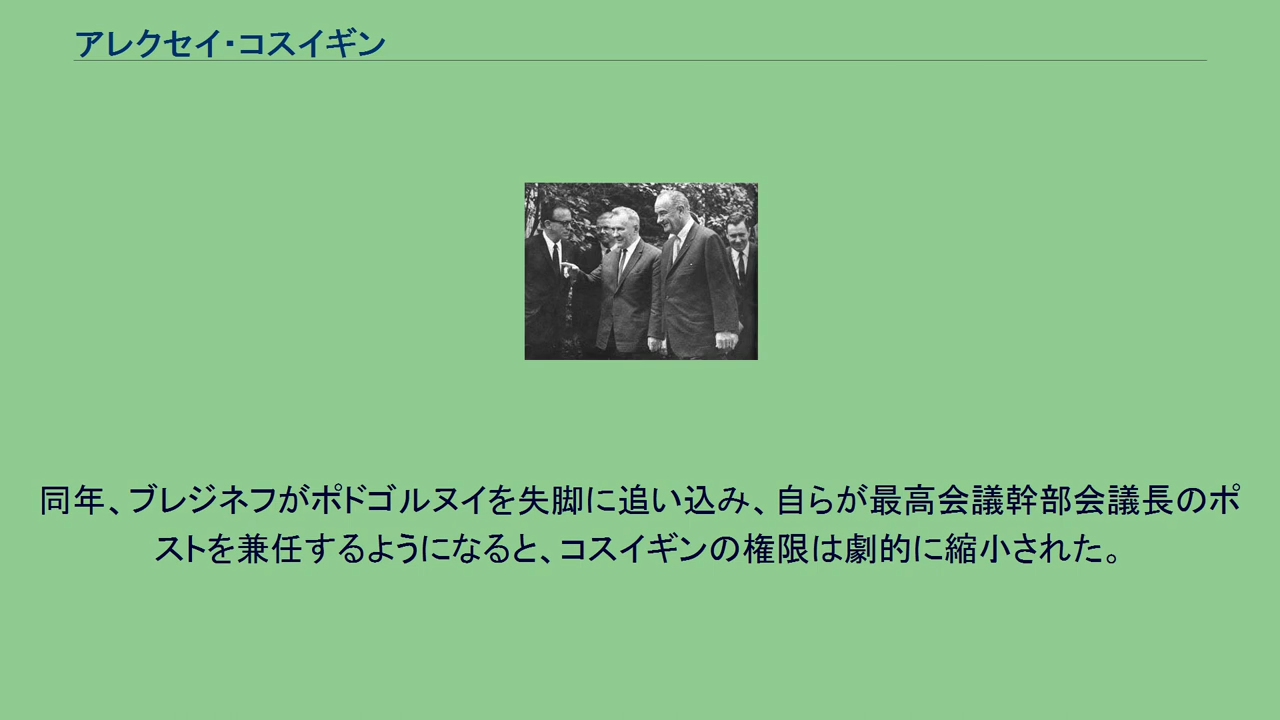 アレクセイ・コスイギン
同年、ブレジネフがポドゴルヌイを失脚に追い込み、自らが最高会議幹部会議長のポ
ストを兼任するようになると、コスイギンの権限は劇的に縮小された。